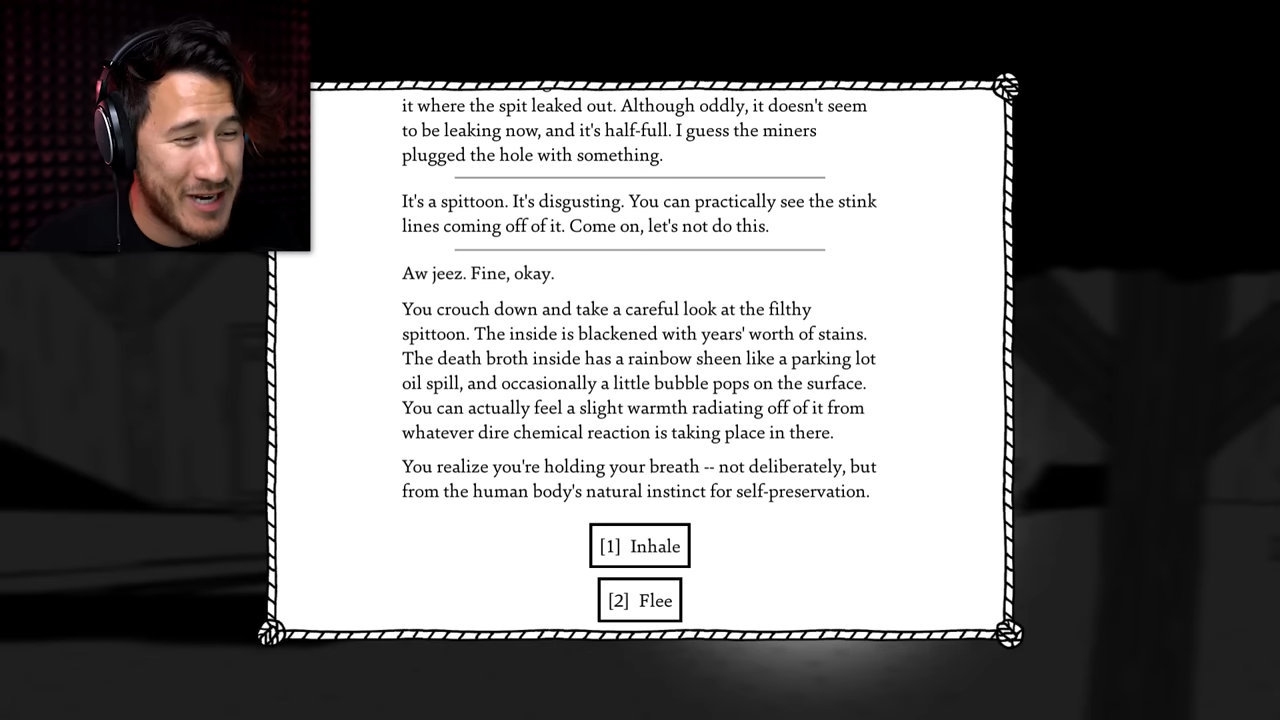 it where the spit leaked out. Although oddly, it doesn't seem
to be leaking now, and it's half-full. I guess the miners
plugged the hole with something.
It's a spittoon. It's disgusting. You can practically see the stink
lines coming off of it. Come on, let's not do this.
Aw jeez. Fine, okay.
You crouch down and take a careful look at the filthy
spittoon. The inside is blackened with years' worth of stains.
The death broth inside has a rainbow sheen like a parking lot
oil spill, and occasionally a little bubble pops on the surface.
You can actually feel a slight warmth radiating off of it from
whatever dire chemical reaction is taking place in there.
You realize you're holding your breath -- not deliberately, but
from the human body's natural instinct for self-preservation.
[1] Inhale
[2] Flee